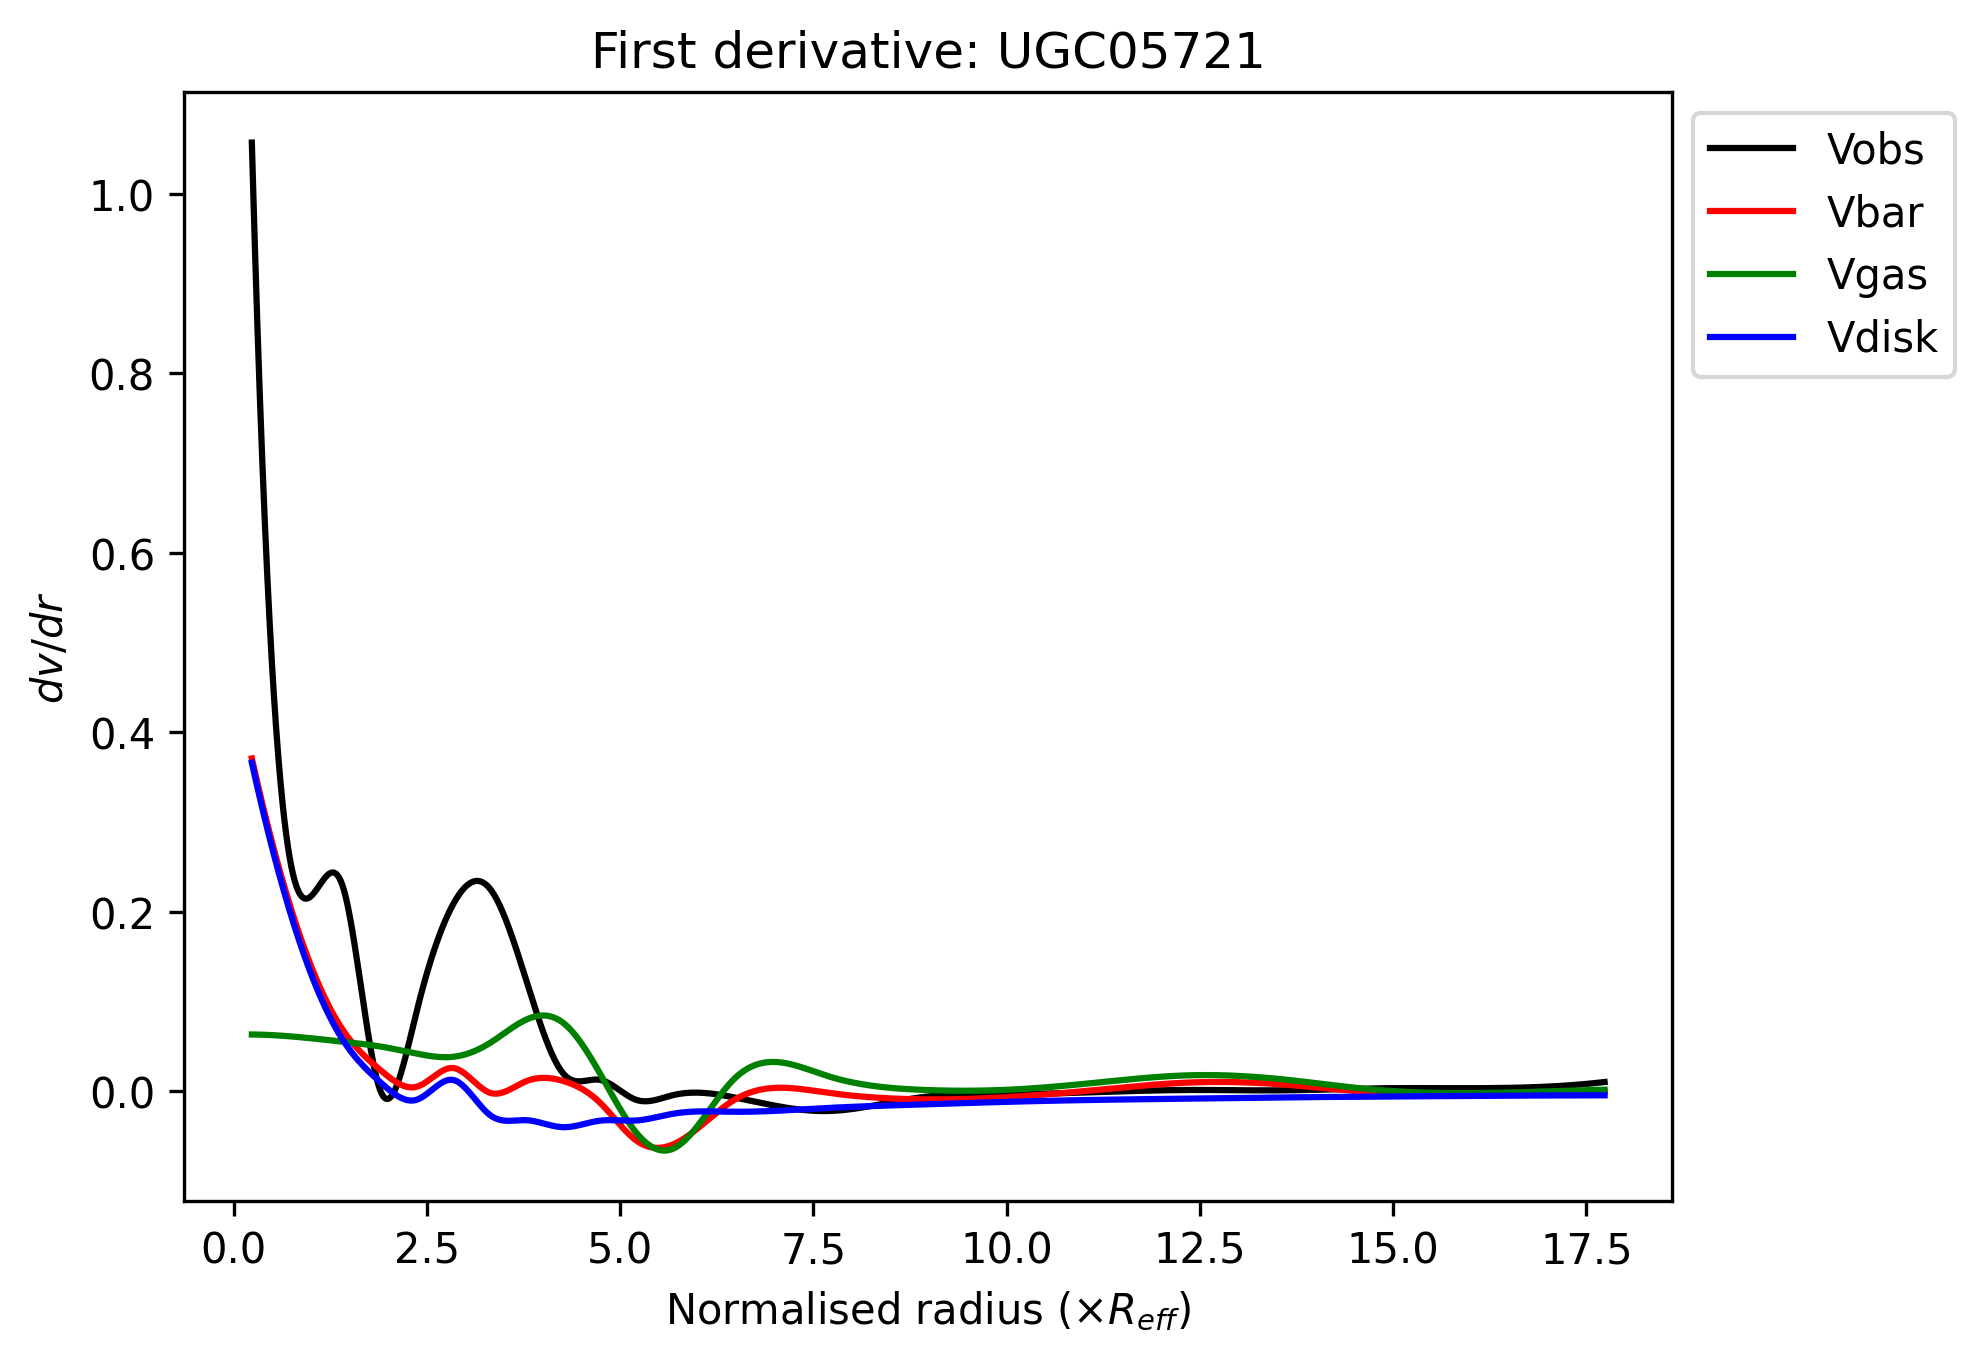 First derivative: UGC05721
Vobs
Vbar
Vgas
Vdisk
1.0
0.8
0.6
0.4
0.2
0.0
dv/dr
0.0 2.5 5.0 7.5 10.0 12.5 15.0 17.5
Normalised radius (×R_eff)